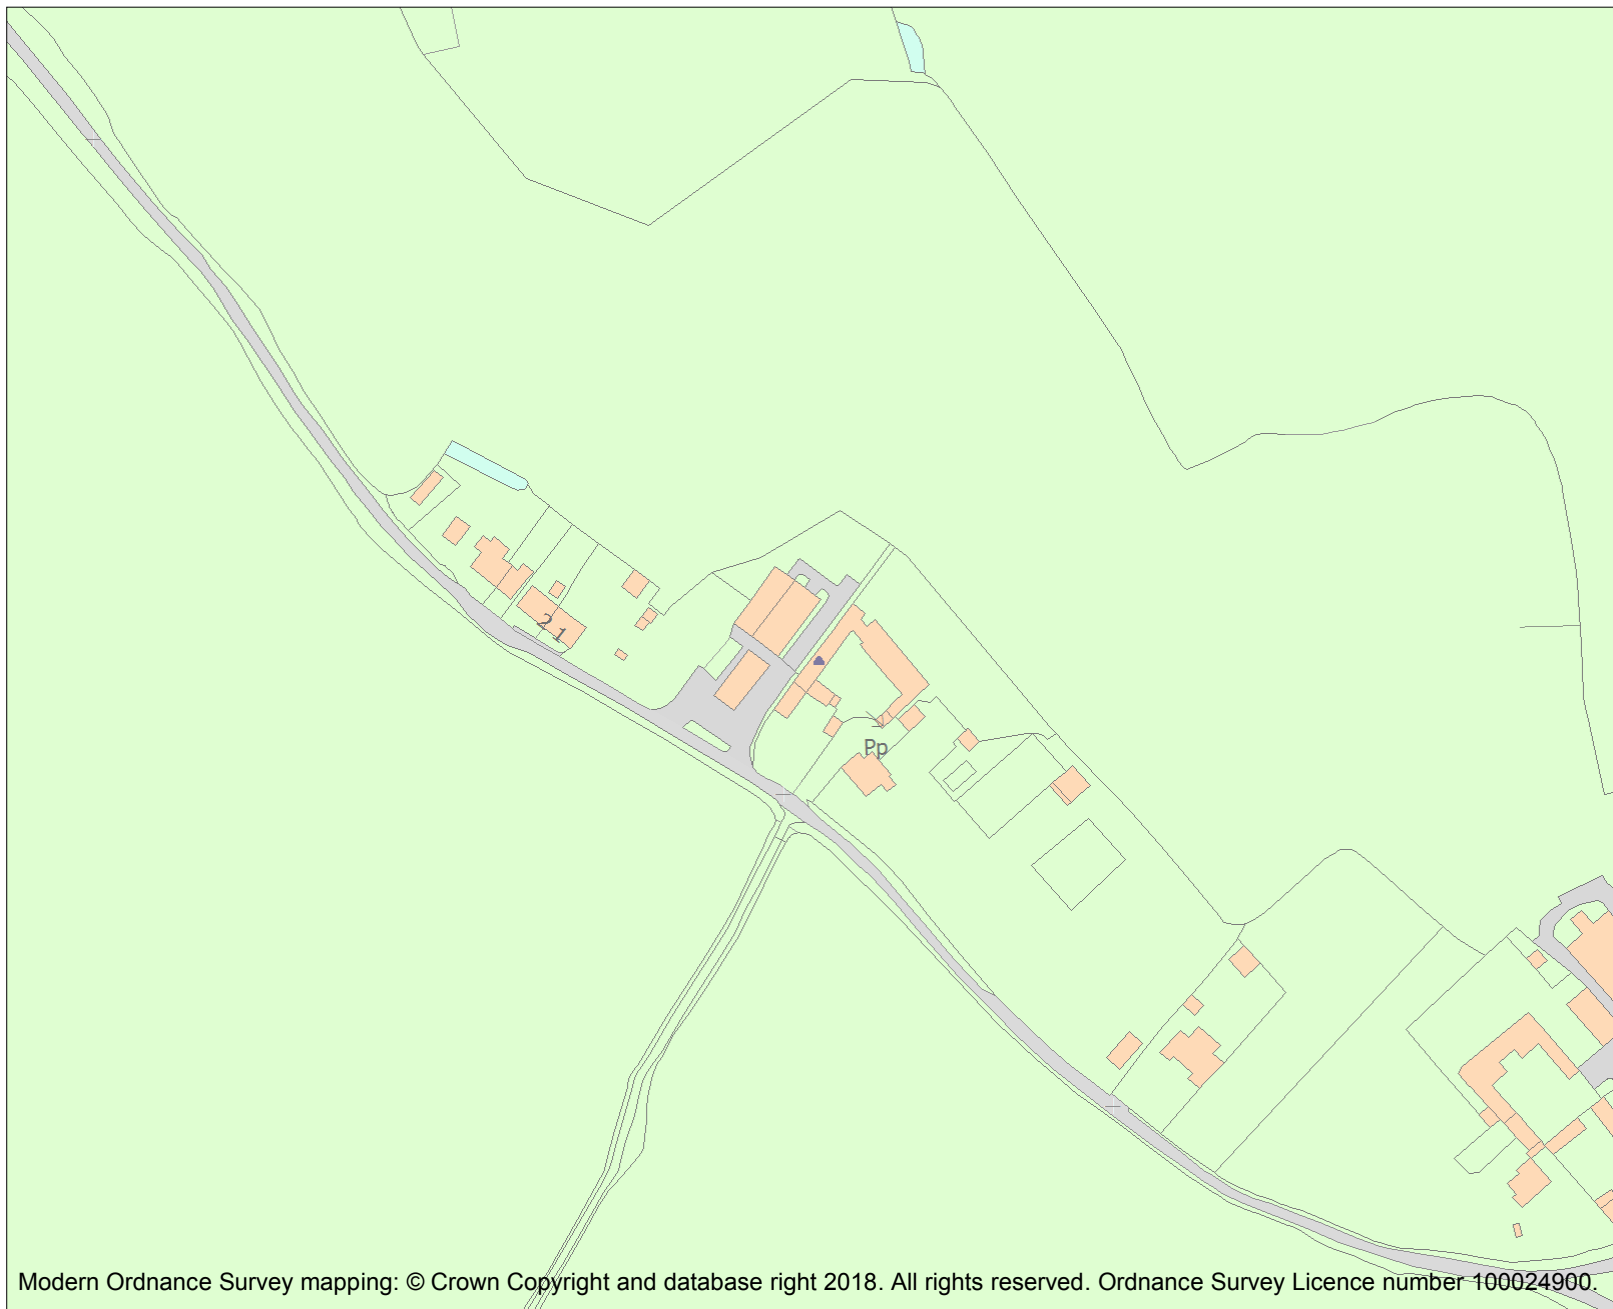 2 1
Pp
Modern Ordnance Survey mapping: © Crown Copyright and database right 2018. All rights reserved. Ordnance Survey Licence number 100024900.